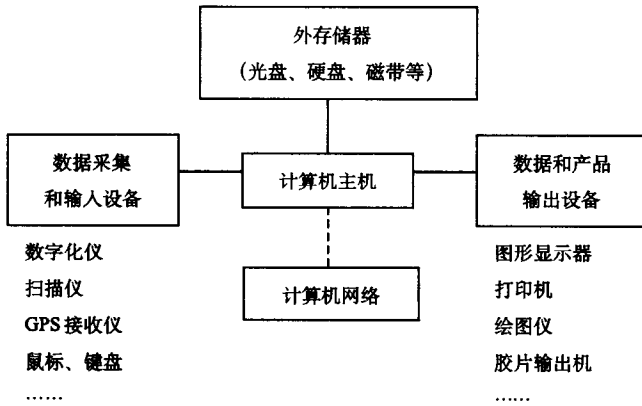 外存储器
（光盘、硬盘、磁带等）
数据采集
和输入设备
计算机主机
数据和产品
输出设备
数字化仪
扫描仪
GPS接收仪
鼠标、键盘
……
计算机网络
图形显示器
打印机
绘图仪
胶片输出机
……